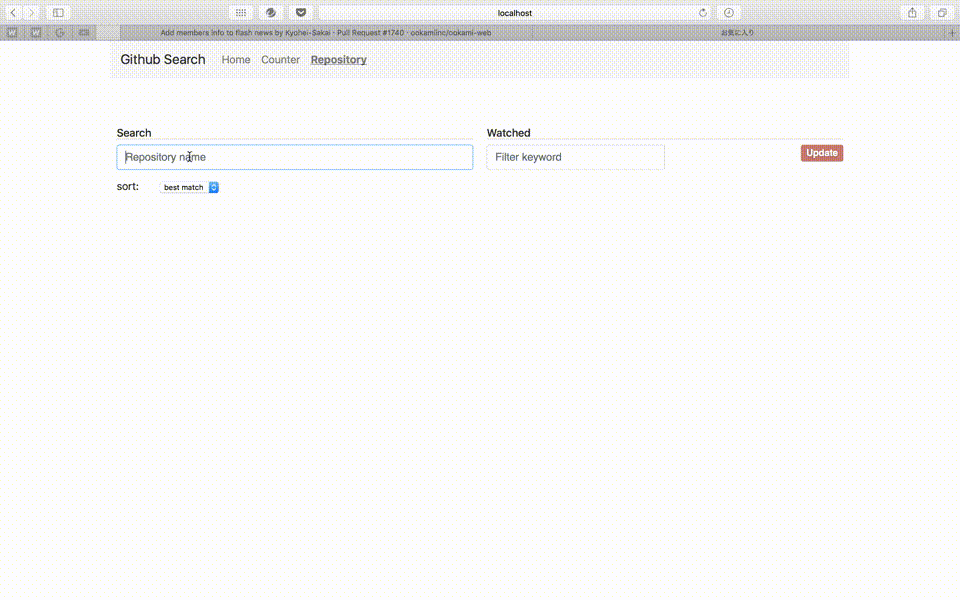 localhost
Add members info to flash news by Kyohei-Sakai · Pull Request #1740 · ookamiinc/ookami-web
お気に入り
Github Search Home Counter Repository
Search Watched
Repository name Filter keyword Update
sort: best match